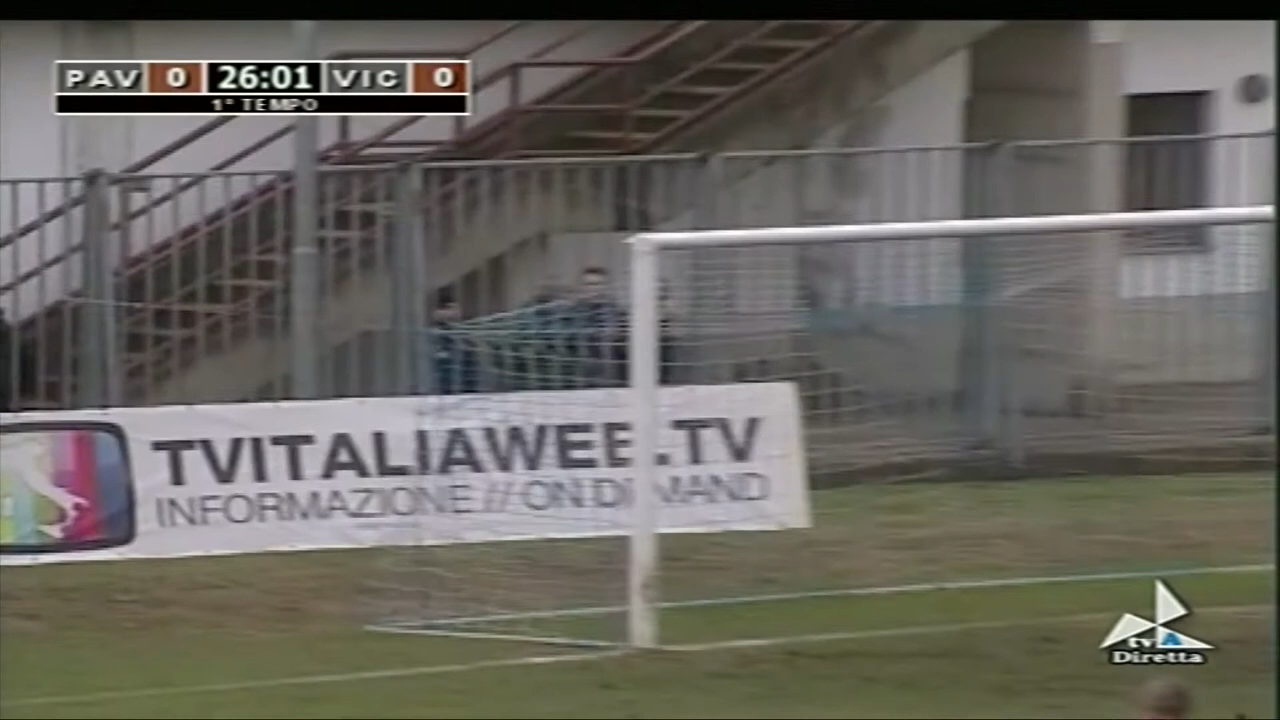 PAV 0 26:01 VIC 0
1° TEMPO
TVITALIAWEB.TV
INFORMAZIONE // ON DEMAND
tvA
Diretta